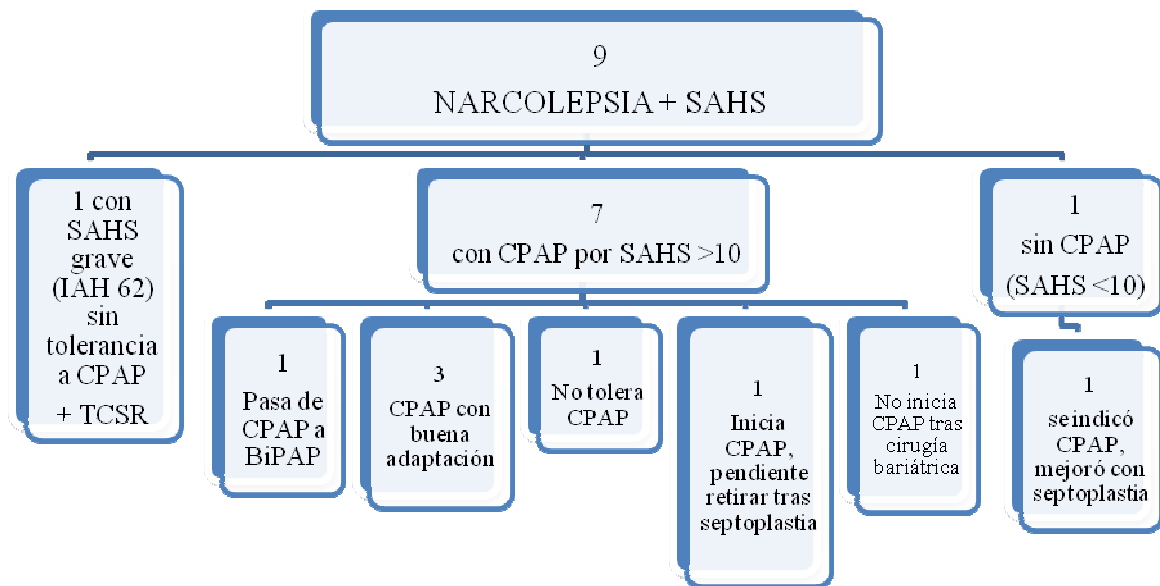 9
NARCOLEPSIA + SAHS
1 con
SAHS
grave
(IAH 62)
sin
tolerancia
a CPAP
+ TCSR
7
con CPAP por SAHS >10
1
sin CPAP
(SAHS <10)
1
Pasa de
CPAP a
BiPAP
3
CPAP con
buena
adaptación
1
No tolera
CPAP
1
Inicia
CPAP,
pendiente
retirar tras
septoplastia
1
No inicia
CPAP tras
cirugía
bariátrica
1
se indicó
CPAP,
mejoró con
septoplastia